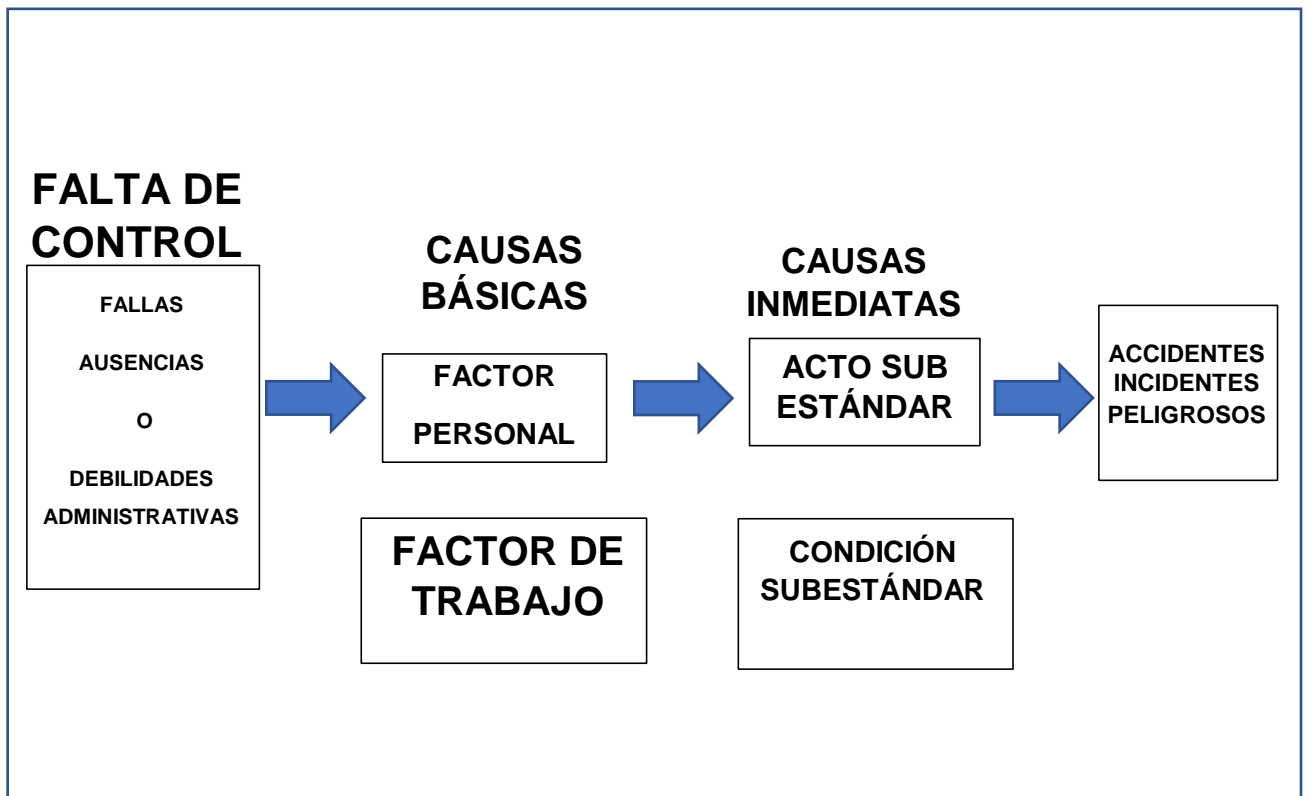 FALTA DE
CONTROL
FALLAS
AUSENCIAS
O
DEBILIDADES
ADMINISTRATIVAS
CAUSAS
BÁSICAS
FACTOR
PERSONAL
FACTOR DE
TRABAJO
CAUSAS
INMEDIATAS
ACTO SUB
ESTÁNDAR
CONDICIÓN
SUBESTÁNDAR
ACCIDENTES
INCIDENTES
PELIGROSOS